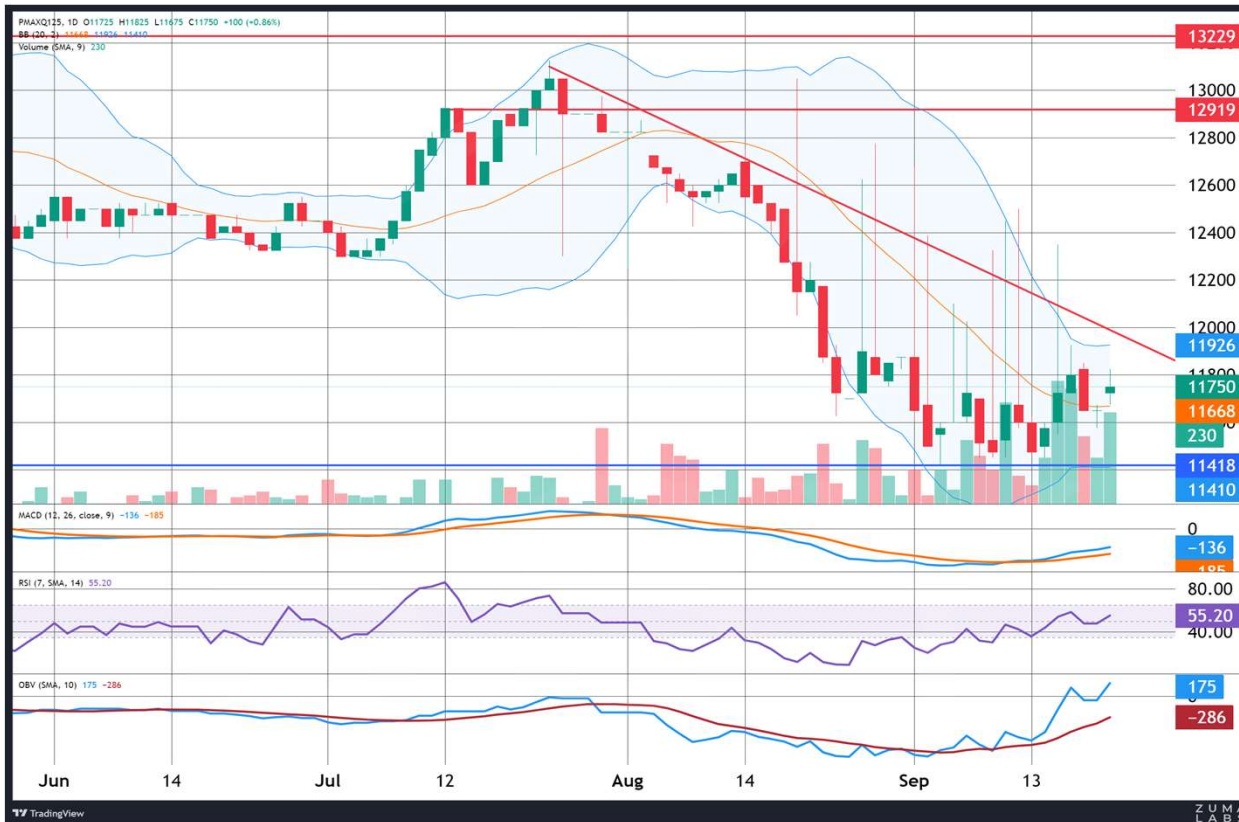 PMAXQ125, 1D O11725 H11825 L11675 C11750 +100 (+0.86%)
BB (20, 2) 11668 11926 11410
Volume (SMA, 9) 230
13229
13000
12919
12800
12600
12400
12200
12000
11926
11800
11750
11668
230
11418
11410
MACD (12, 26, close, 9) −136 −185
0
−136
−185
RSI (7, SMA, 14) 55.20
80.00
55.20
40.00
OBV (SMA, 10) 175 −286
175
−286
Jun 14 Jul 12 Aug 14 Sep 13
TradingView
ZUMA
LABS